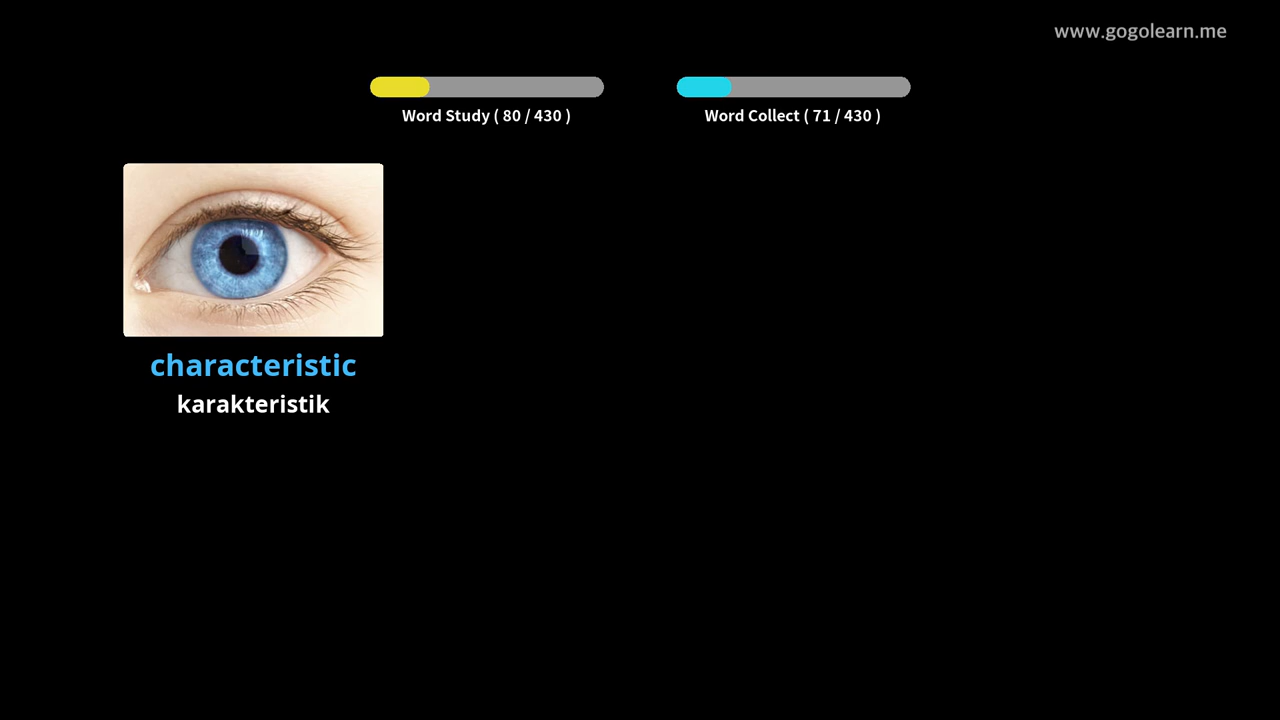 www.gogolearn.me
Word Study ( 80 / 430 )
Word Collect ( 71 / 430 )
characteristic
karakteristik